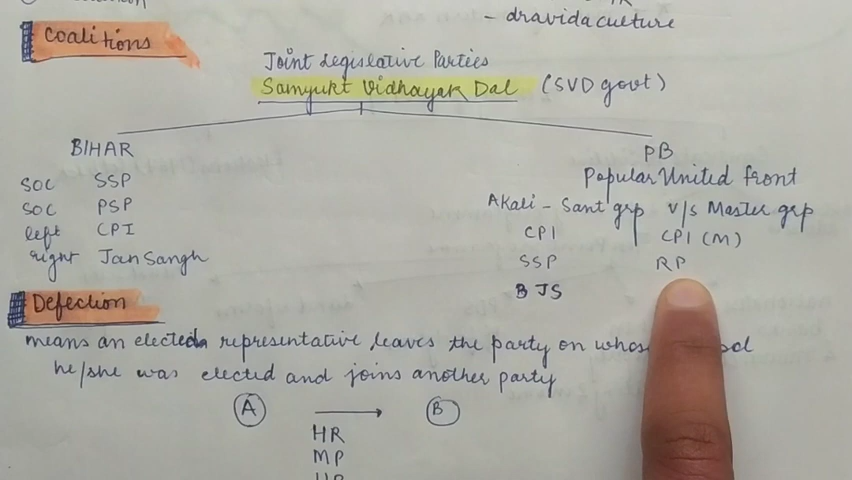 - dravida culture
Coalitions
Joint Legislative Parties
Samyukt Vidhayak Dal (SVD govt)
BIHAR
SOC SSP
SOC PSP
left CPI
right Jan Sangh
PB
Popular United front
Akali - Sant grp v/s Master grp
CPI CPI (M)
SSP RP
BJS
Defection
means an elected representative leaves the party on
he/she was elected and joins another party
A → B
HR
MP